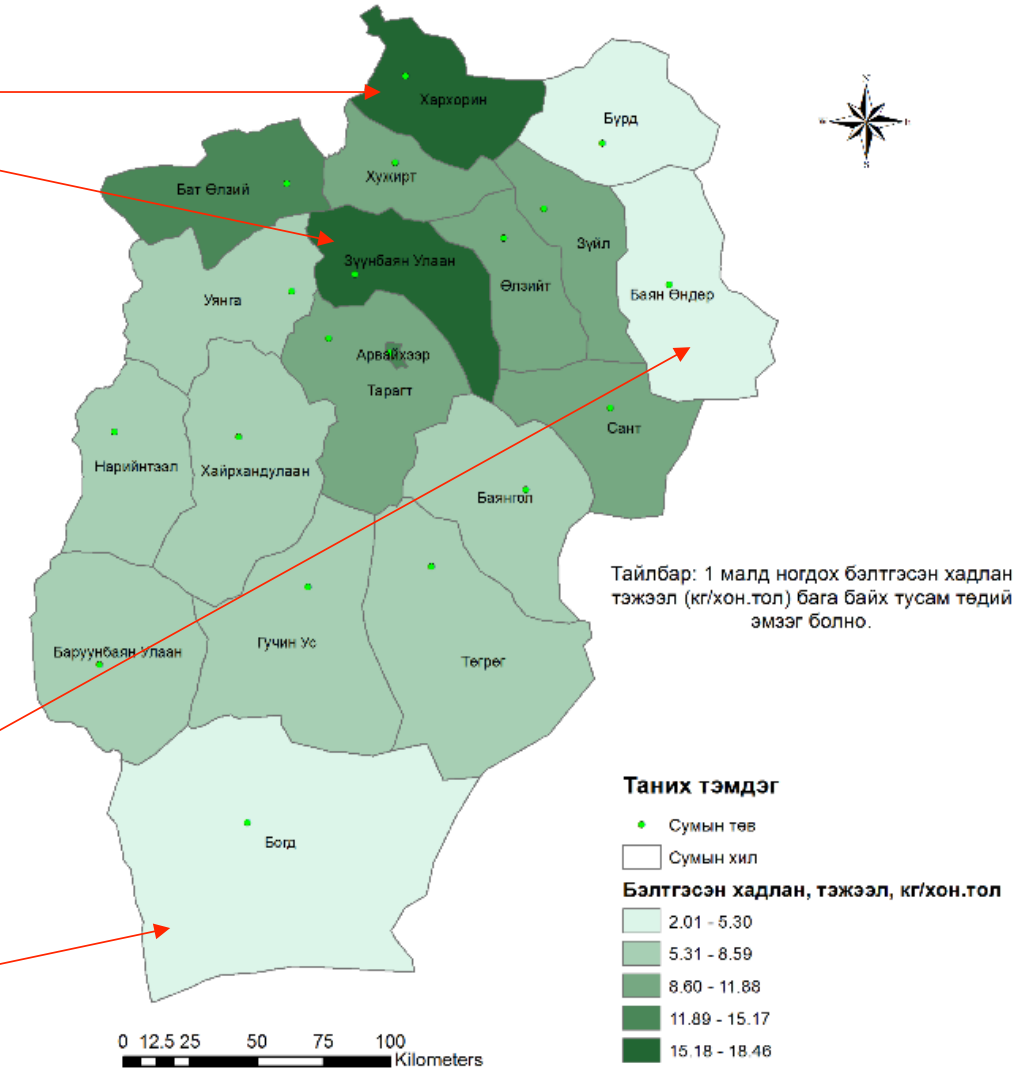 Хархорин
Бүрд
N
W
E
S
Хужирт
Бат Өлзий
Зүйл
Зүүнбаян Улаан
Өлзийт
Баян Өндөр
Уянга
Арвайхээр
Тарагт
Сант
Нарийнтээл
Хайрхандулаан
Баянгол
Тайлбар: 1 малд ногдох бэлтгэсэн хадлан
тэжээл (кг/хон.тол) бага байх тусам төдий
эмзэг болно.
Баруунбаян Улаан
Гучин Ус
Төгрөг
Богд
Таних тэмдэг
Сумын төв
Сумын хил
Бэлтгэсэн хадлан, тэжээл, кг/хон.тол
2.01 - 5.30
5.31 - 8.59
8.60 - 11.88
11.89 - 15.17
15.18 - 18.46
0 12.5 25 50 75 100
Kilometers